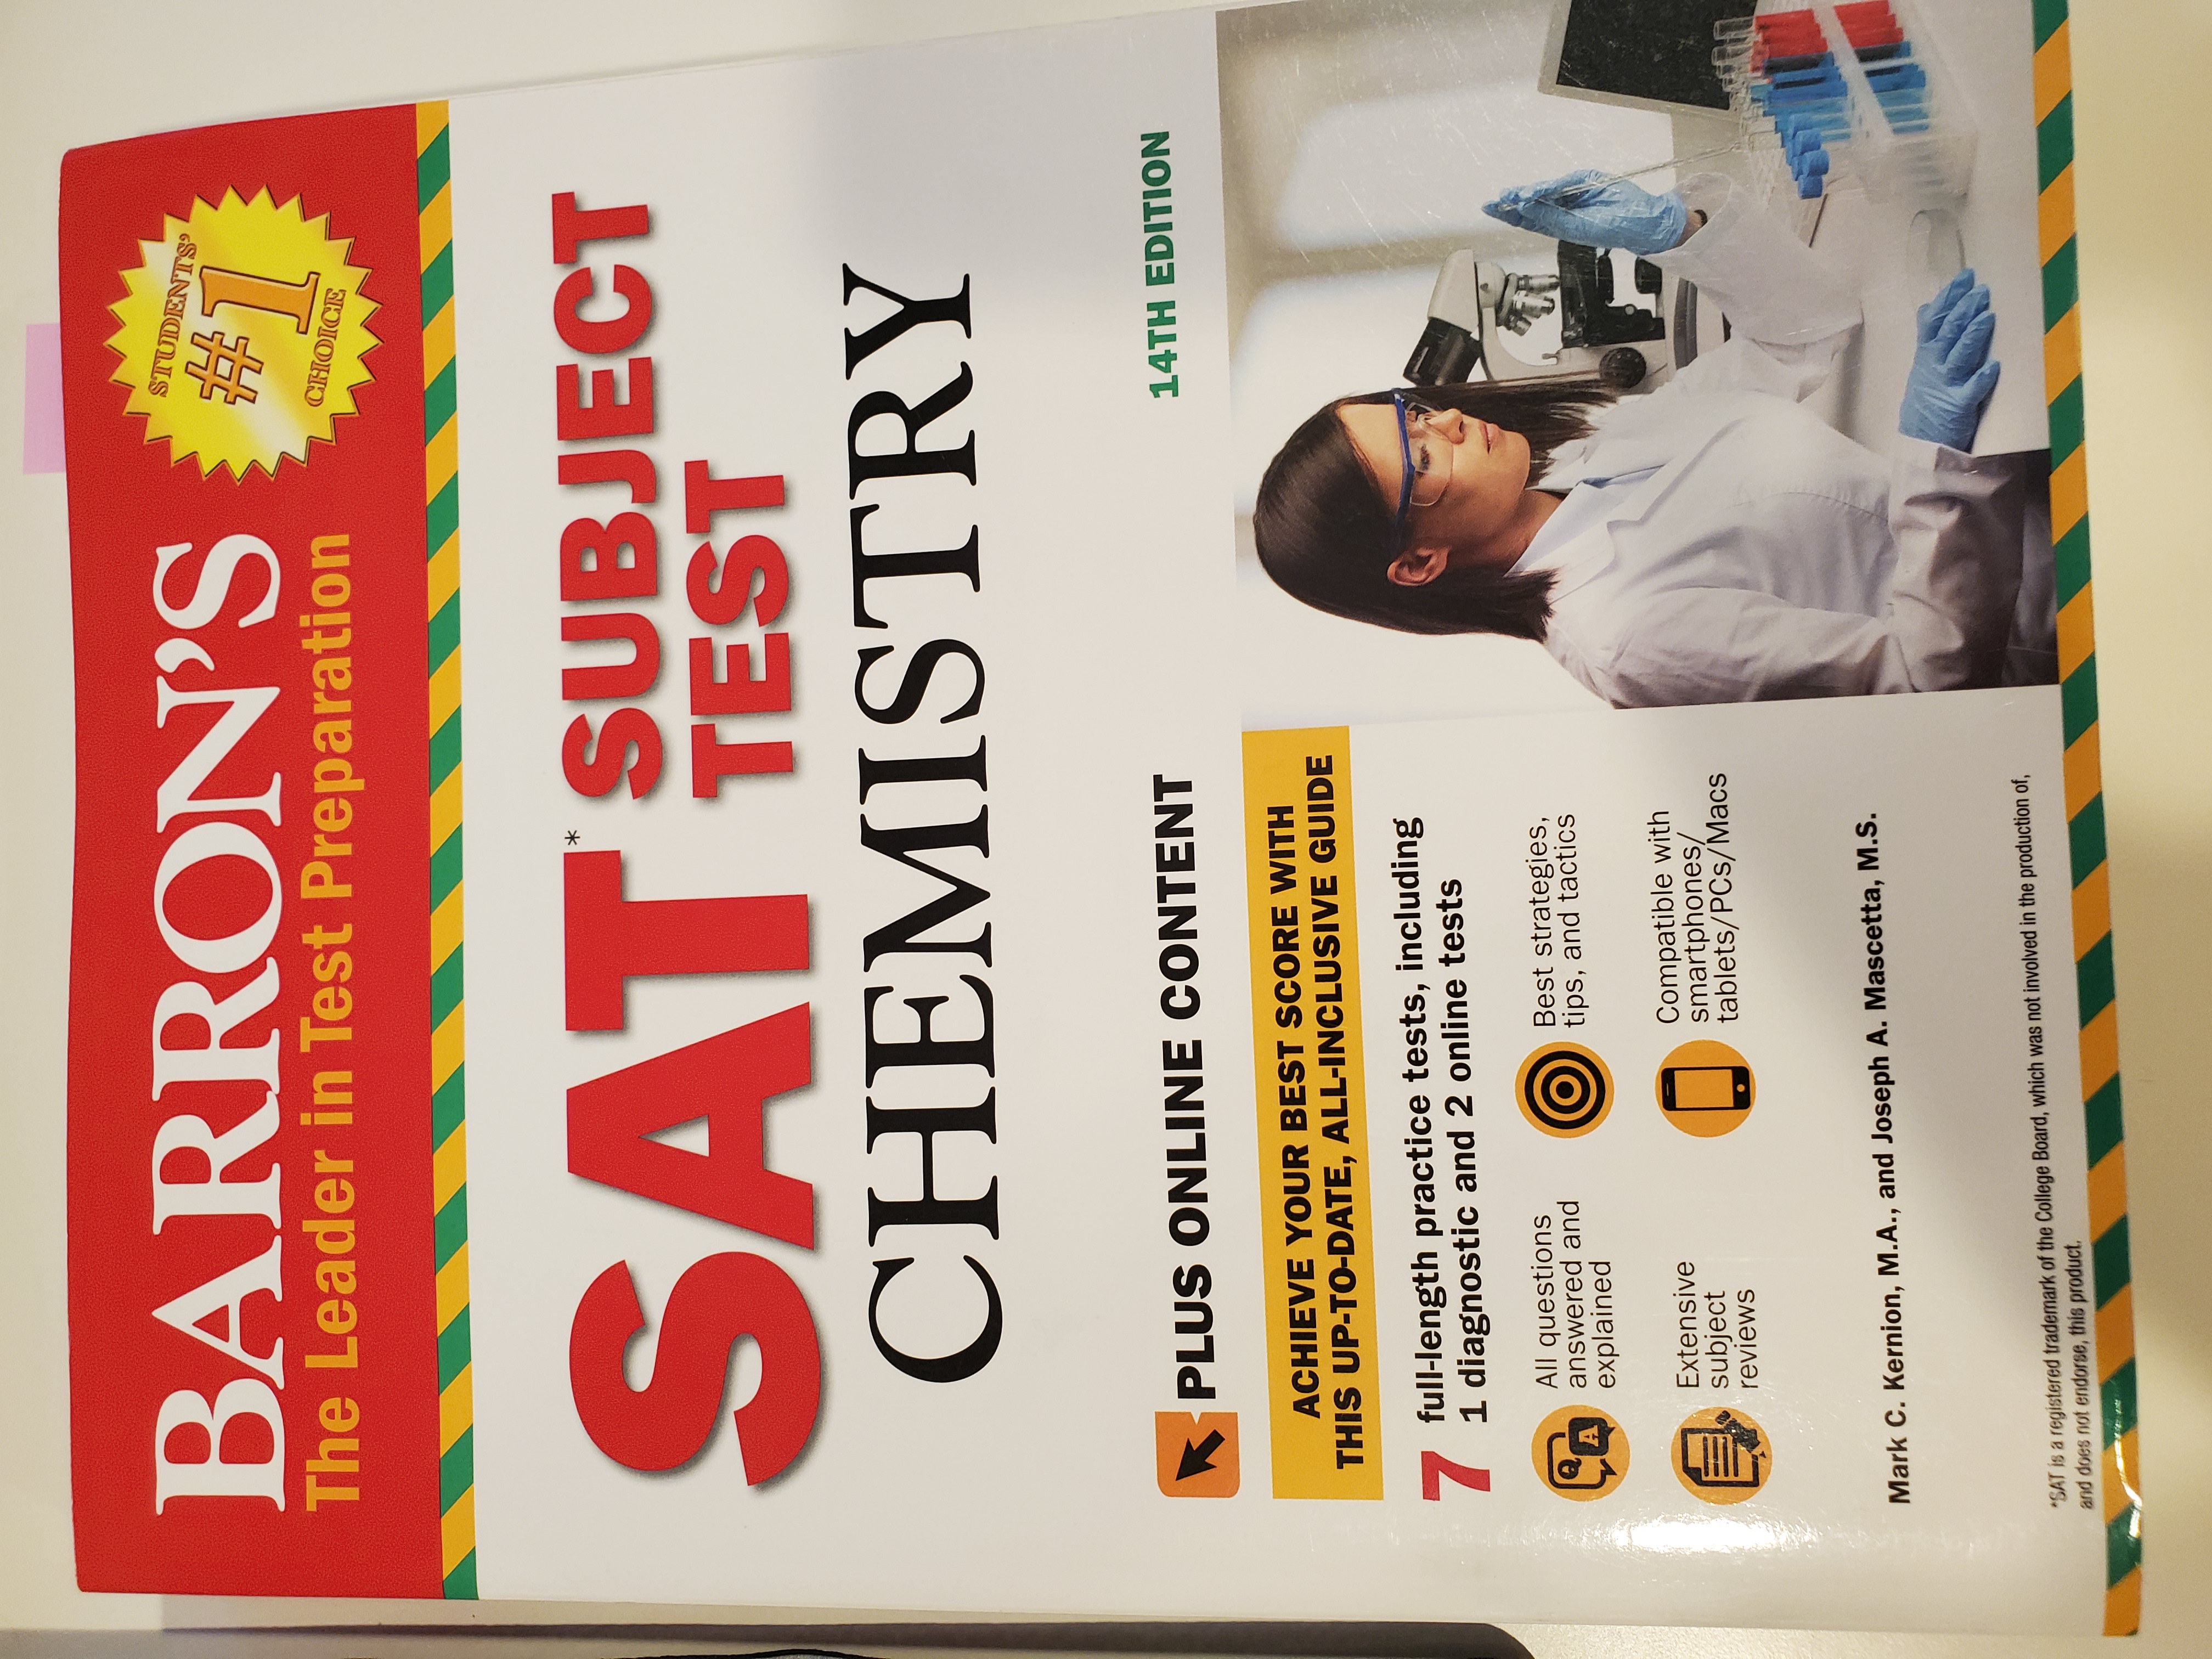 BARRON'S
The Leader in Test Preparation
STUDENTS'
#1
CHOICE
SAT* SUBJECT
TEST
CHEMISTRY
PLUS ONLINE CONTENT
14TH EDITION
ACHIEVE YOUR BEST SCORE WITH
THIS UP-TO-DATE, ALL-INCLUSIVE GUIDE
7 full-length practice tests, including
1 diagnostic and 2 online tests
Q
A
All questions
answered and
explained
Best strategies,
tips, and tactics
Extensive
subject
reviews
Compatible with
smartphones/
tablets/PCs/Macs
Mark C. Kernion, M.A., and Joseph A. Mascetta, M.S.
*SAT is a registered trademark of the College Board, which was not involved in the production of,
and does not endorse, this product.